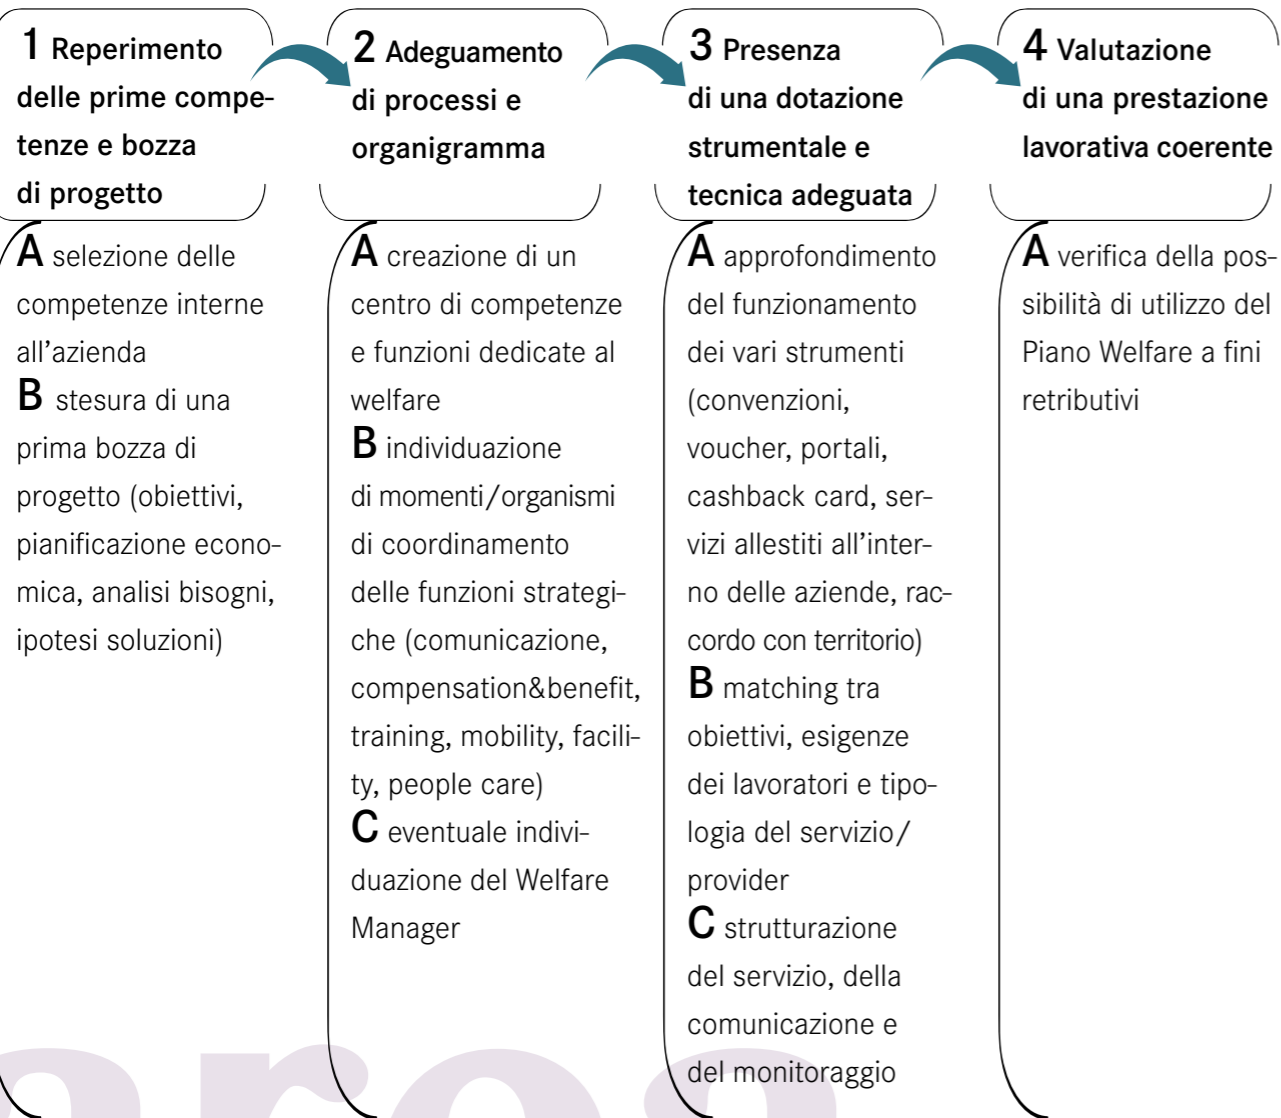 1 Reperimento
delle prime compe-
tenze e bozza
di progetto
A selezione delle
competenze interne
all'azienda
B stesura di una
prima bozza di
progetto (obiettivi,
pianificazione econo-
mica, analisi bisogni,
ipotesi soluzioni)
2 Adeguamento
di processi e
organigramma
A creazione di un
centro di competenze
e funzioni dedicate al
welfare
B individuazione
di momenti/organismi
di coordinamento
delle funzioni strategi-
che (comunicazione,
compensation&benefit,
training, mobility, facili-
ty, people care)
C eventuale indivi-
duazione del Welfare
Manager
3 Presenza
di una dotazione
strumentale e
tecnica adeguata
A approfondimento
del funzionamento
dei vari strumenti
(convenzioni,
voucher, portali,
cashback card, ser-
vizi allestiti all'inter-
no delle aziende, rac-
cordo con territorio)
B matching tra
obiettivi, esigenze
dei lavoratori e tipo-
logia del servizio/
provider
C strutturazione
del servizio, della
comunicazione e
del monitoraggio
4 Valutazione
di una prestazione
lavorativa coerente
A verifica della pos-
sibilità di utilizzo del
Piano Welfare a fini
retributivi